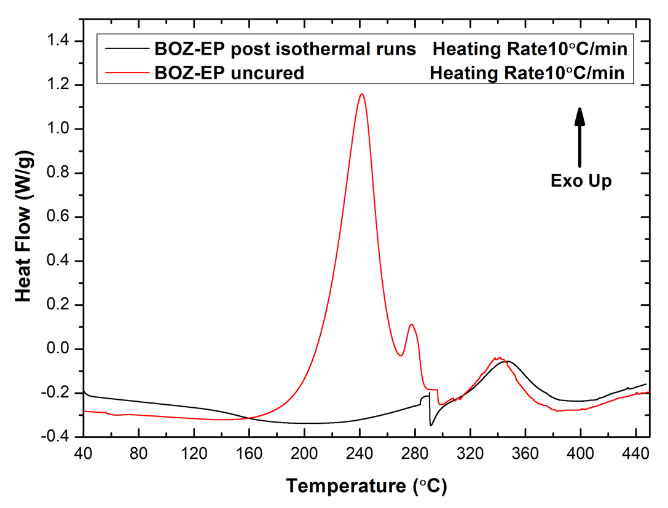 BOZ-EP post isothermal runs Heating Rate10°C/min
BOZ-EP uncured Heating Rate10°C/min
Exo Up
Heat Flow (W/g)
1.4
1.2
1.0
0.8
0.6
0.4
0.2
0.0
-0.2
-0.4
40 80 120 160 200 240 280 320 360 400 440
Temperature (°C)